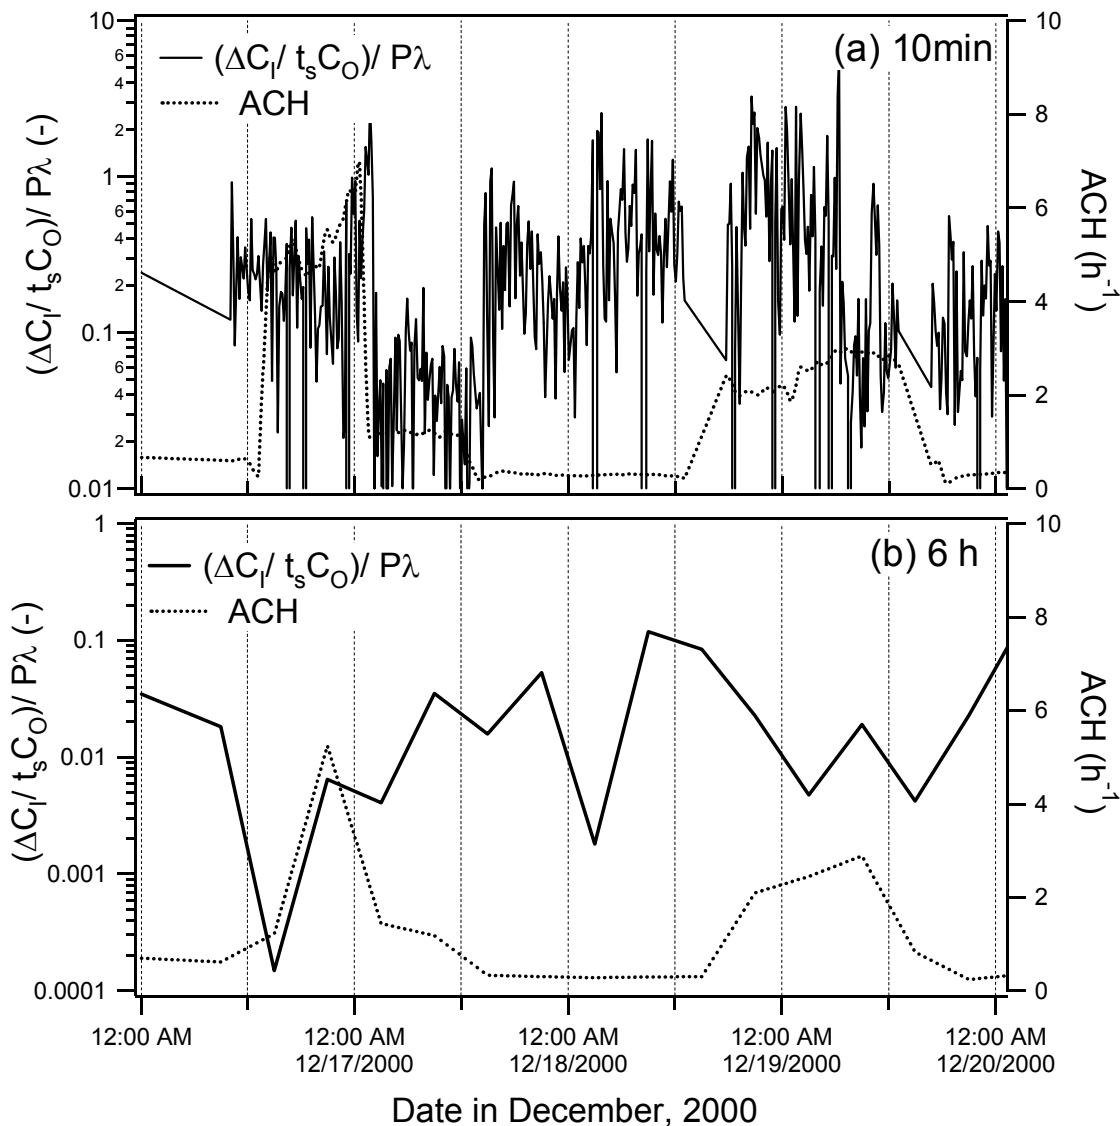 (a) 10min
(ΔC_I/ t_sC_O)/ Pλ
ACH
(ΔC_I/ t_sC_O)/ Pλ (-)
10
6
4
2
1
6
4
2
0.1
6
4
2
0.01
10
8
6
4
2
0
ACH (h^-1)
(b) 6 h
(ΔC_I/ t_sC_O)/ Pλ
ACH
(ΔC_I/ t_sC_O)/ Pλ (-)
1
0.1
0.01
0.001
0.0001
10
8
6
4
2
0
ACH (h^-1)
12:00 AM 12:00 AM 12:00 AM 12:00 AM 12:00 AM
12/17/2000 12/18/2000 12/19/2000 12/20/2000
Date in December, 2000